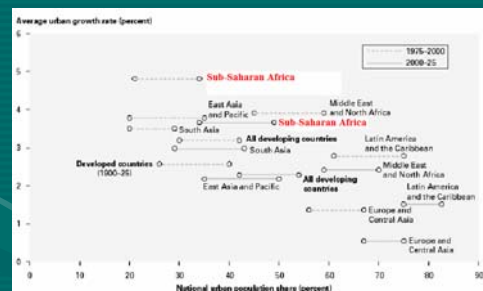 Average urban growth rate (percent)
6
5
4
3
2
1
0
1975-2000
2000-25
Sub-Saharan Africa
East Asia
and Pacific
Middle East
and North Africa
Sub-Saharan Africa
South Asia
All developing countries
South Asia
Latin America
and the Caribbean
Developed countries
(1900-25)
Middle East
and North Africa
East Asia and Pacific
All developing
countries
Latin America
and the Caribbean
Europe and
Central Asia
Europe and
Central Asia
0 10 20 30 40 50 60 70 80 90
National urban population share (percent)